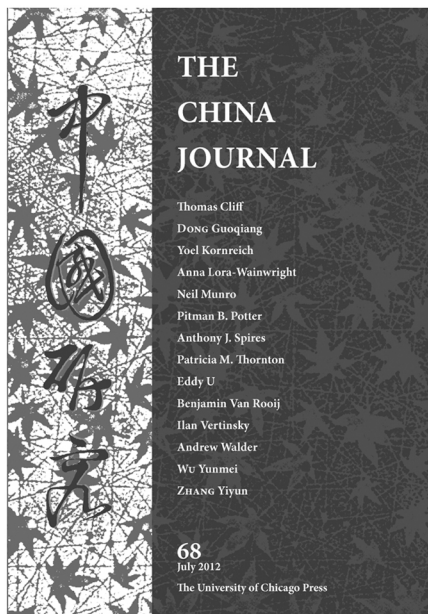 中國研究
THE
CHINA
JOURNAL
Thomas Cliff
DONG Guoqiang
Yoel Kornreich
Anna Lora-Wainwright
Neil Munro
Pitman B. Potter
Anthony J. Spires
Patricia M. Thornton
Eddy U
Benjamin Van Rooij
Ilan Vertinsky
Andrew Walder
WU Yunmei
ZHANG Yiyun
68
July 2012
The University of Chicago Press